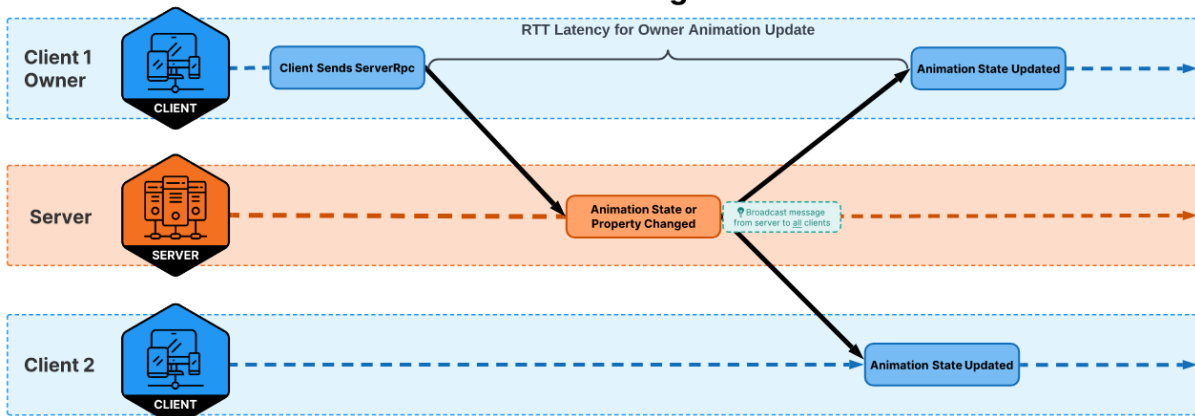 RTT Latency for Owner Animation Update
Client 1
Owner
CLIENT
Client Sends ServerRpc
Animation State Updated
Server
SERVER
Animation State or
Property Changed
Broadcast message
from server to all clients
Client 2
CLIENT
Animation State Updated